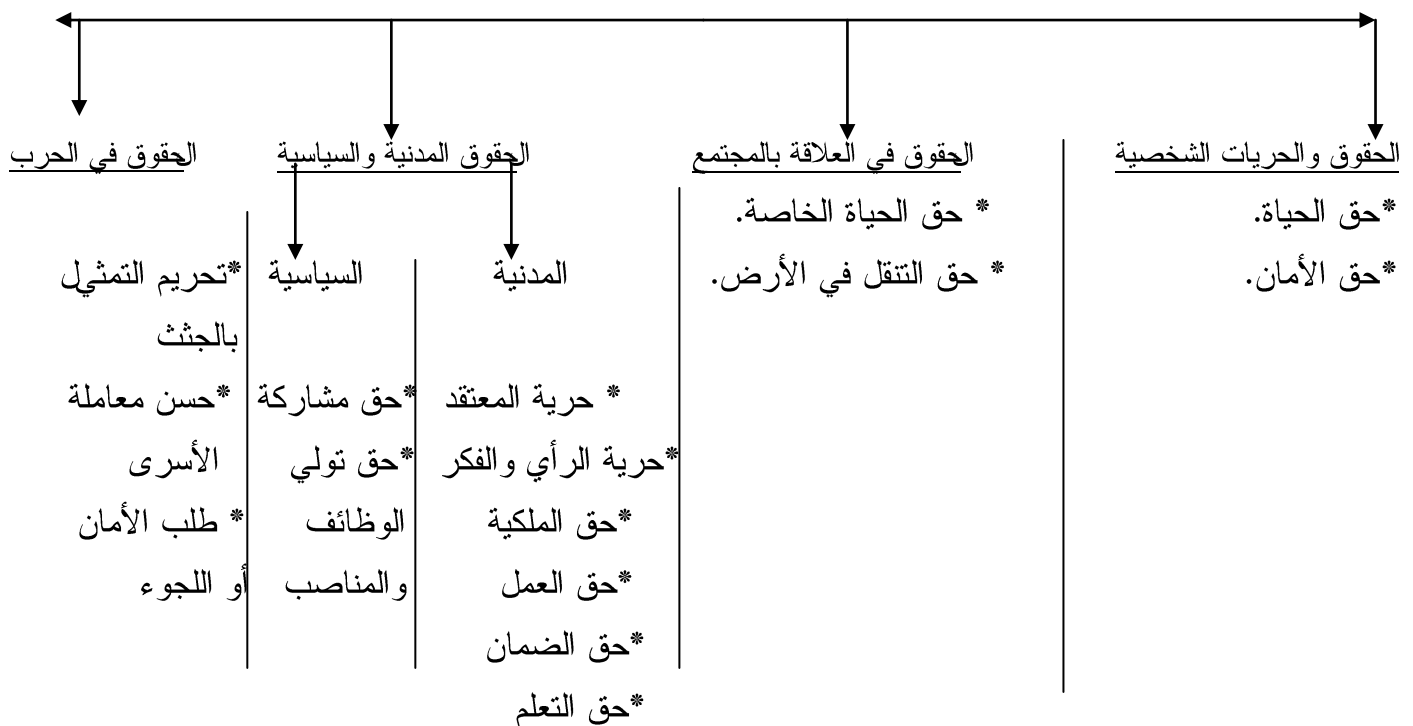 الحقوق والحريات الشخصية
*حق الحياة.
*حق الأمان.
الحقوق في العلاقة بالمجتمع
* حق الحياة الخاصة.
* حق التنقل في الأرض.
الحقوق المدنية والسياسية
المدنية
* حرية المعتقد
*حرية الرأي والفكر
*حق الملكية
*حق العمل
*حق الضمان
*حق التعلم
السياسية
*حق مشاركة
*حق تولي
الوظائف
والمناصب
الحقوق في الحرب
*تحريم التمثيل
بالجثث
*حسن معاملة
الأسرى
* طلب الأمان
أو اللجوء